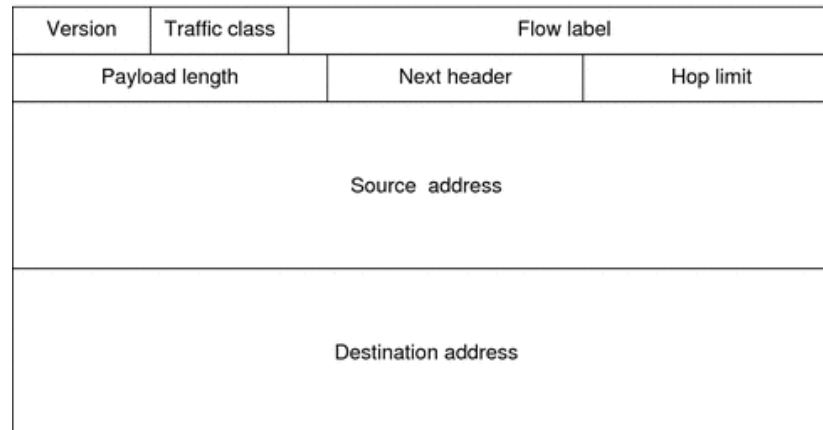 Version Traffic class Flow label
Payload length Next header Hop limit
Source address
Destination address